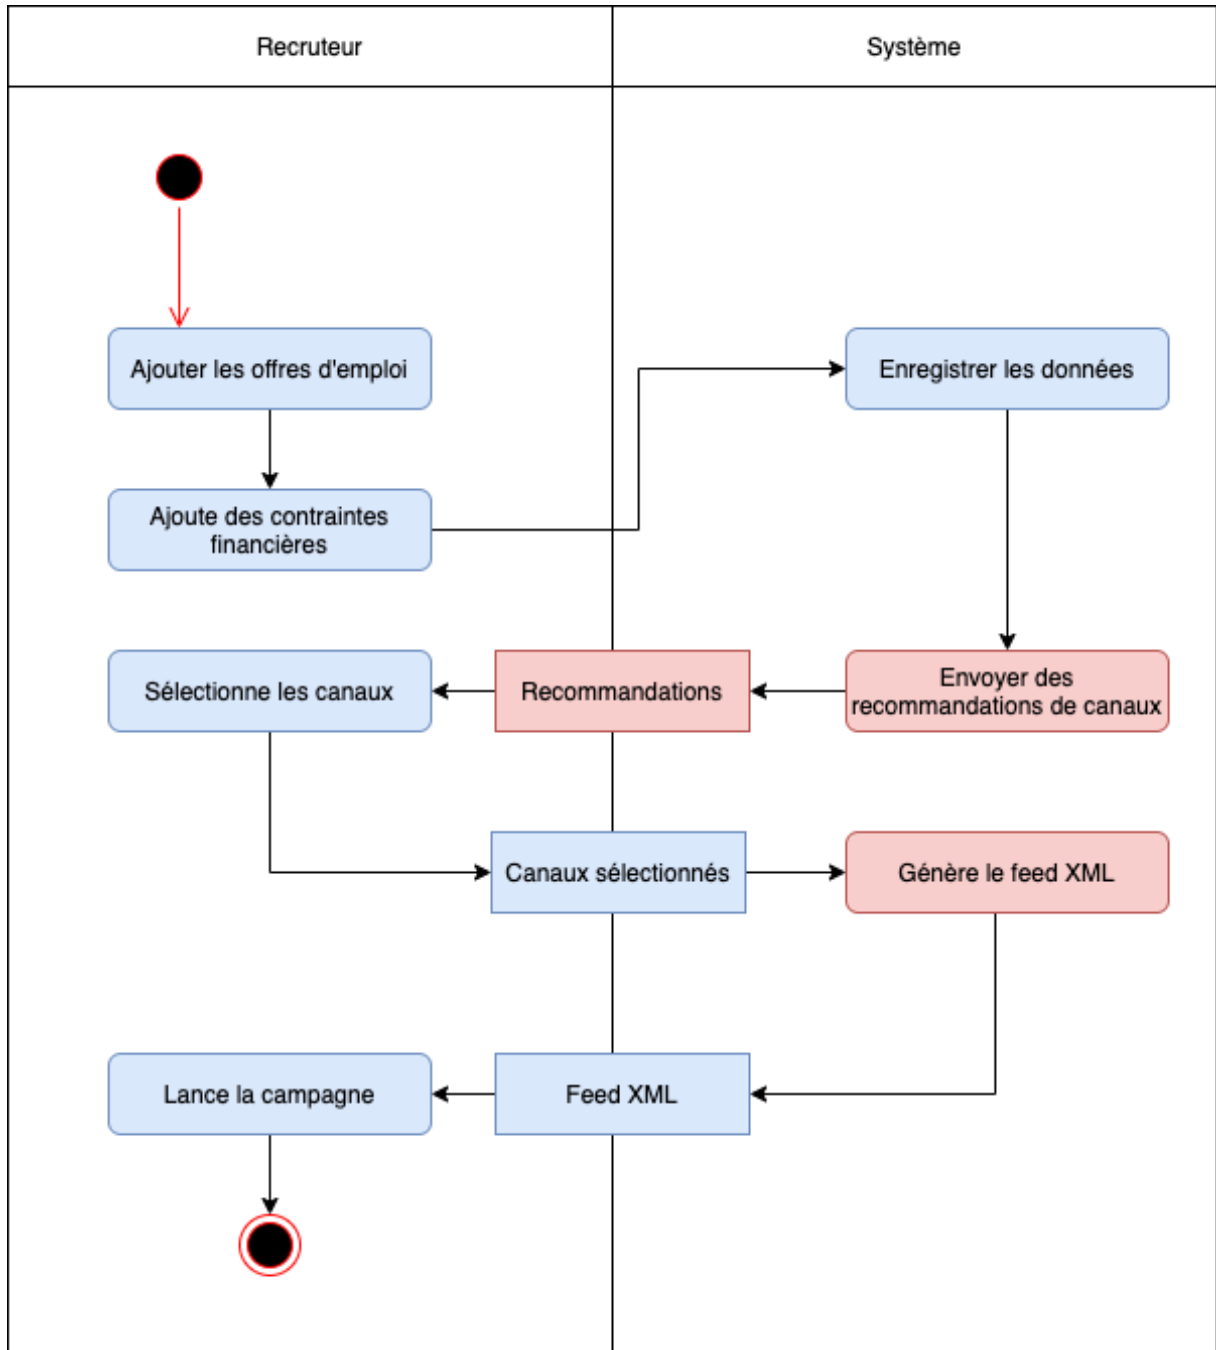 Recruteur
Système
Ajouter les offres d'emploi
Enregistrer les données
Ajoute des contraintes
financières
Sélectionne les canaux
Recommandations
Envoyer des
recommandations de canaux
Canaux sélectionnés
Génère le feed XML
Lance la campagne
Feed XML